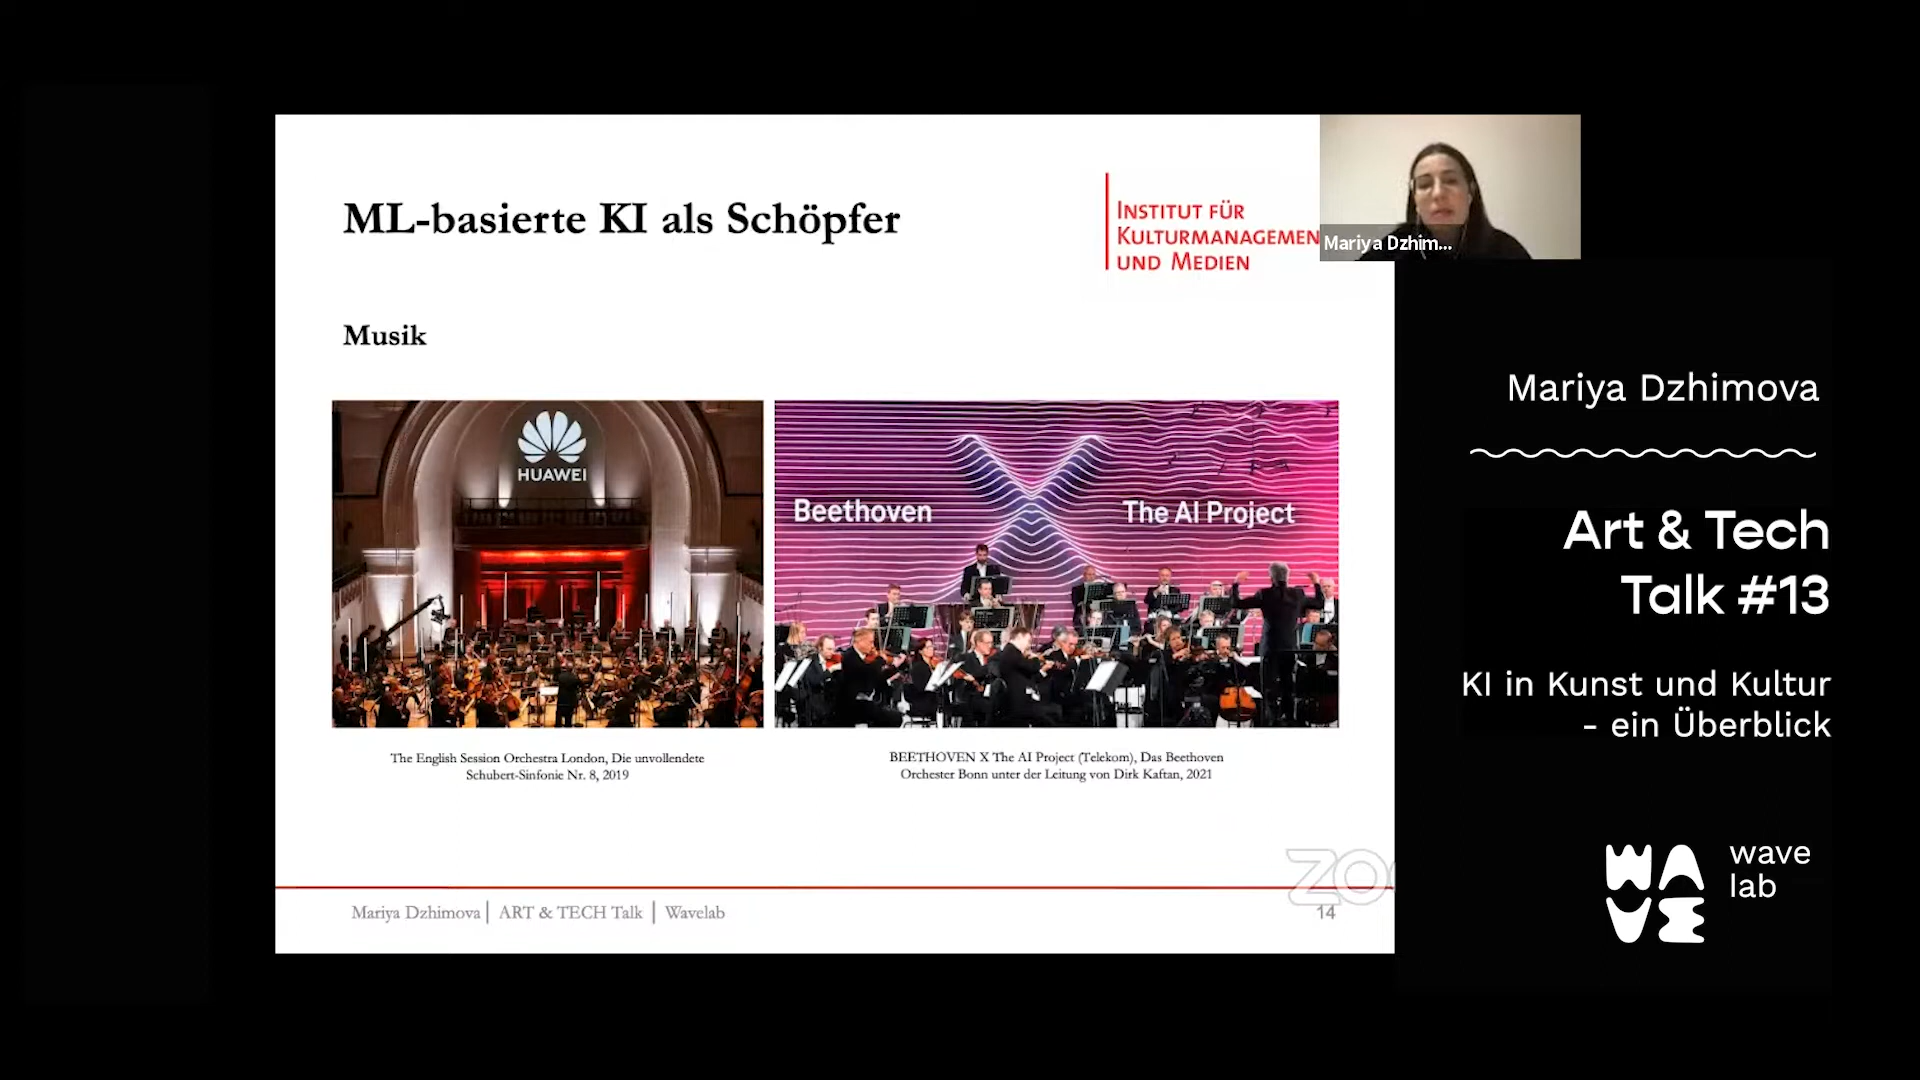 ML-basierte KI als Schöpfer
INSTITUT FÜR
KULTURMANAGEMEN
UND MEDIEN
Mariya Dzhim...
Musik
HUAWEI
Beethoven
The AI Project
The English Session Orchestra London, Die unvollendete
Schubert-Sinfonie Nr. 8, 2019
BEETHOVEN X The AI Project (Telekom), Das Beethoven
Orchester Bonn unter der Leitung von Dirk Kaftan, 2021
ZO
Mariya Dzhimova | ART & TECH Talk | Wavelab
14
Mariya Dzhimova
Art & Tech
Talk #13
KI in Kunst und Kultur
- ein Überblick
WA
VE
wave
lab